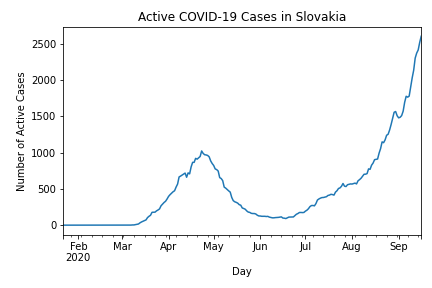 Active COVID-19 Cases in Slovakia
Number of Active Cases
2500
2000
1500
1000
500
0
Feb Mar Apr May Jun Jul Aug Sep
2020
Day